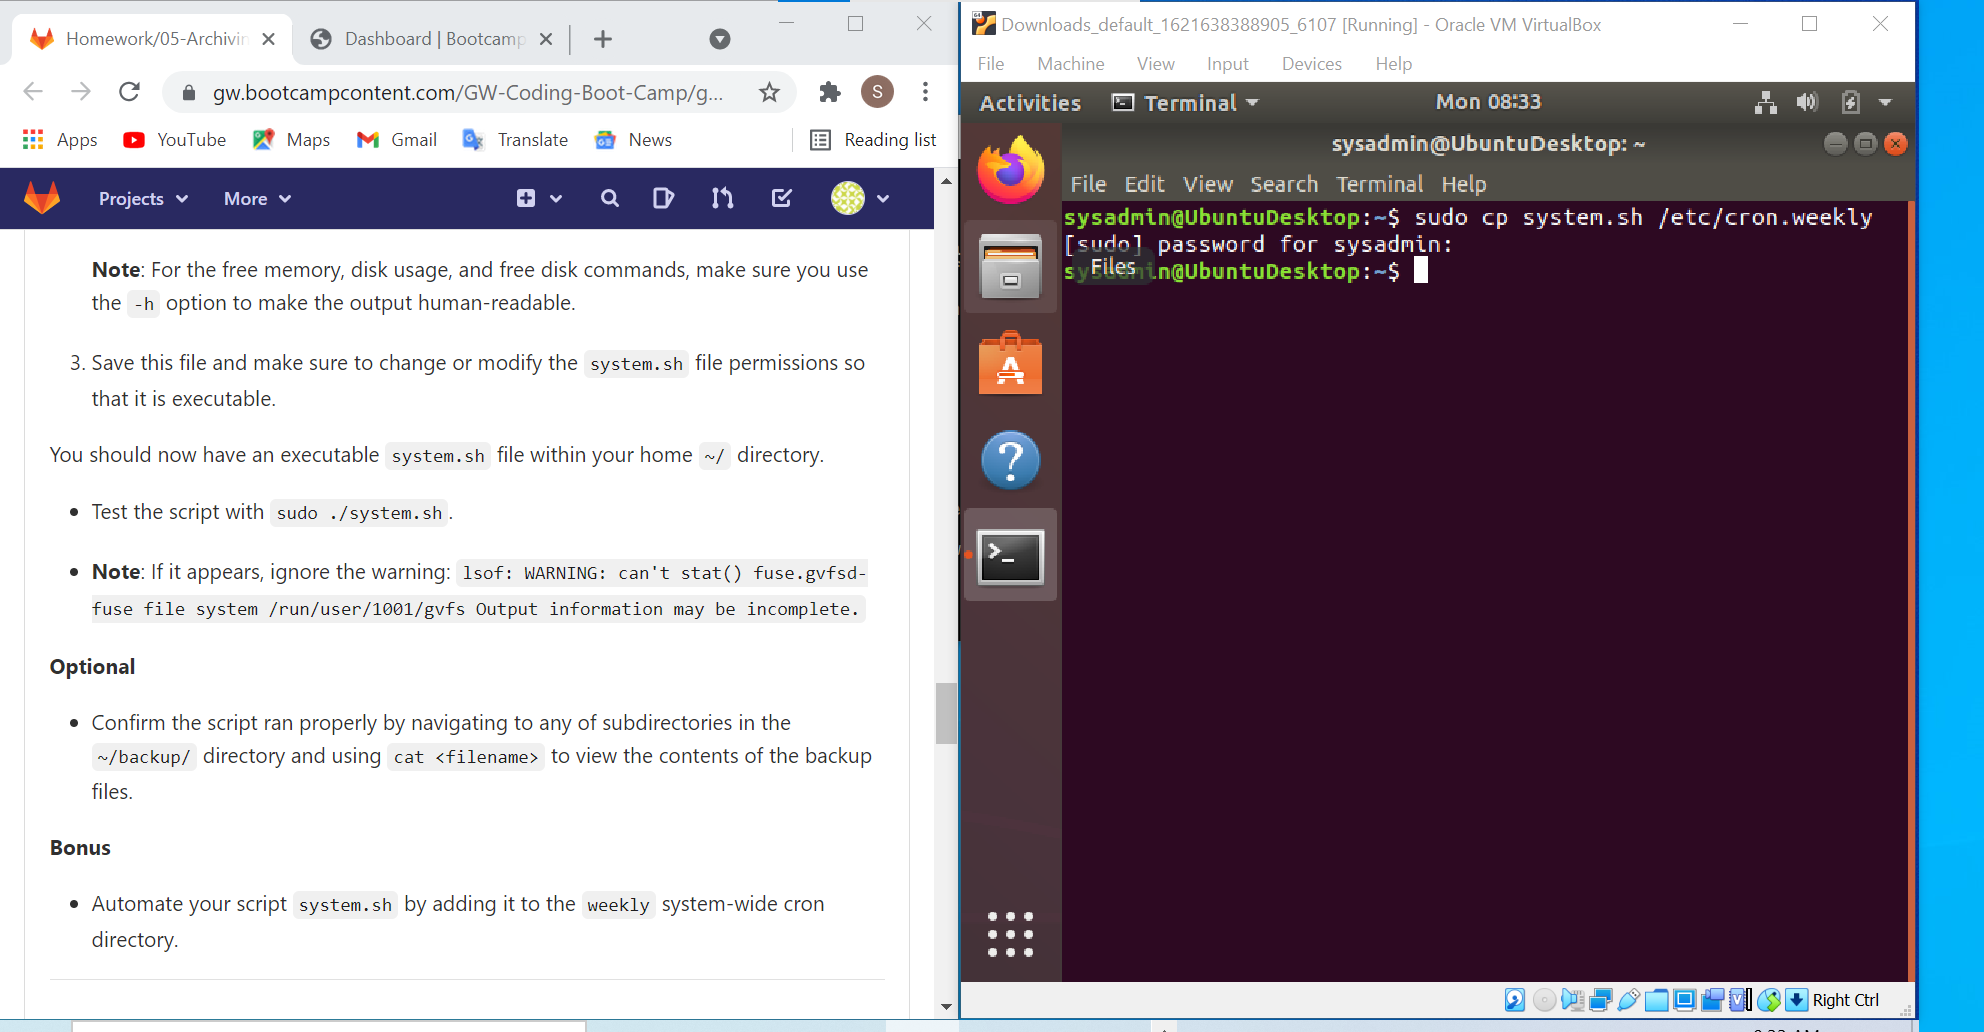 Homework/05-Archivin
Dashboard | Bootcamp
gw.bootcampcontent.com/GW-Coding-Boot-Camp/g...
S
Apps
YouTube
Maps
Gmail
Translate
News
Reading list
Projects
More
Note: For the free memory, disk usage, and free disk commands, make sure you use
the -h option to make the output human-readable.
3. Save this file and make sure to change or modify the system.sh file permissions so
that it is executable.
You should now have an executable system.sh file within your home ~/ directory.
• Test the script with sudo ./system.sh.
• Note: If it appears, ignore the warning: lsof: WARNING: can't stat() fuse.gvfsd-
fuse file system /run/user/1001/gvfs Output information may be incomplete.
Optional
• Confirm the script ran properly by navigating to any of subdirectories in the
~/backup/ directory and using cat <filename> to view the contents of the backup
files.
Bonus
• Automate your script system.sh by adding it to the weekly system-wide cron
directory.
Downloads_default_1621638388905_6107 [Running] - Oracle VM VirtualBox
File Machine View Input Devices Help
Activities
Terminal
Mon 08:33
sysadmin@UbuntuDesktop: ~
File Edit View Search Terminal Help
sysadmin@UbuntuDesktop:~$ sudo cp system.sh /etc/cron.weekly
[sudo] password for sysadmin:
sysadmin@UbuntuDesktop:~$
Files
Right Ctrl